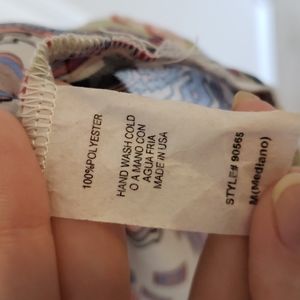 100%POLYESTER
HAND WASH COLD
O A MANO CON
AGUA FRIA
MADE IN USA
STYLE# 90565
M(Mediano)